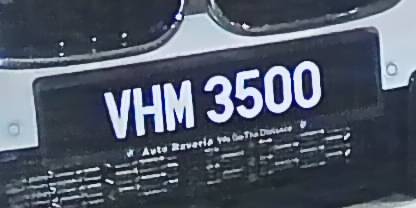 VHM 3500
Auto Bavaria We Go The Distance